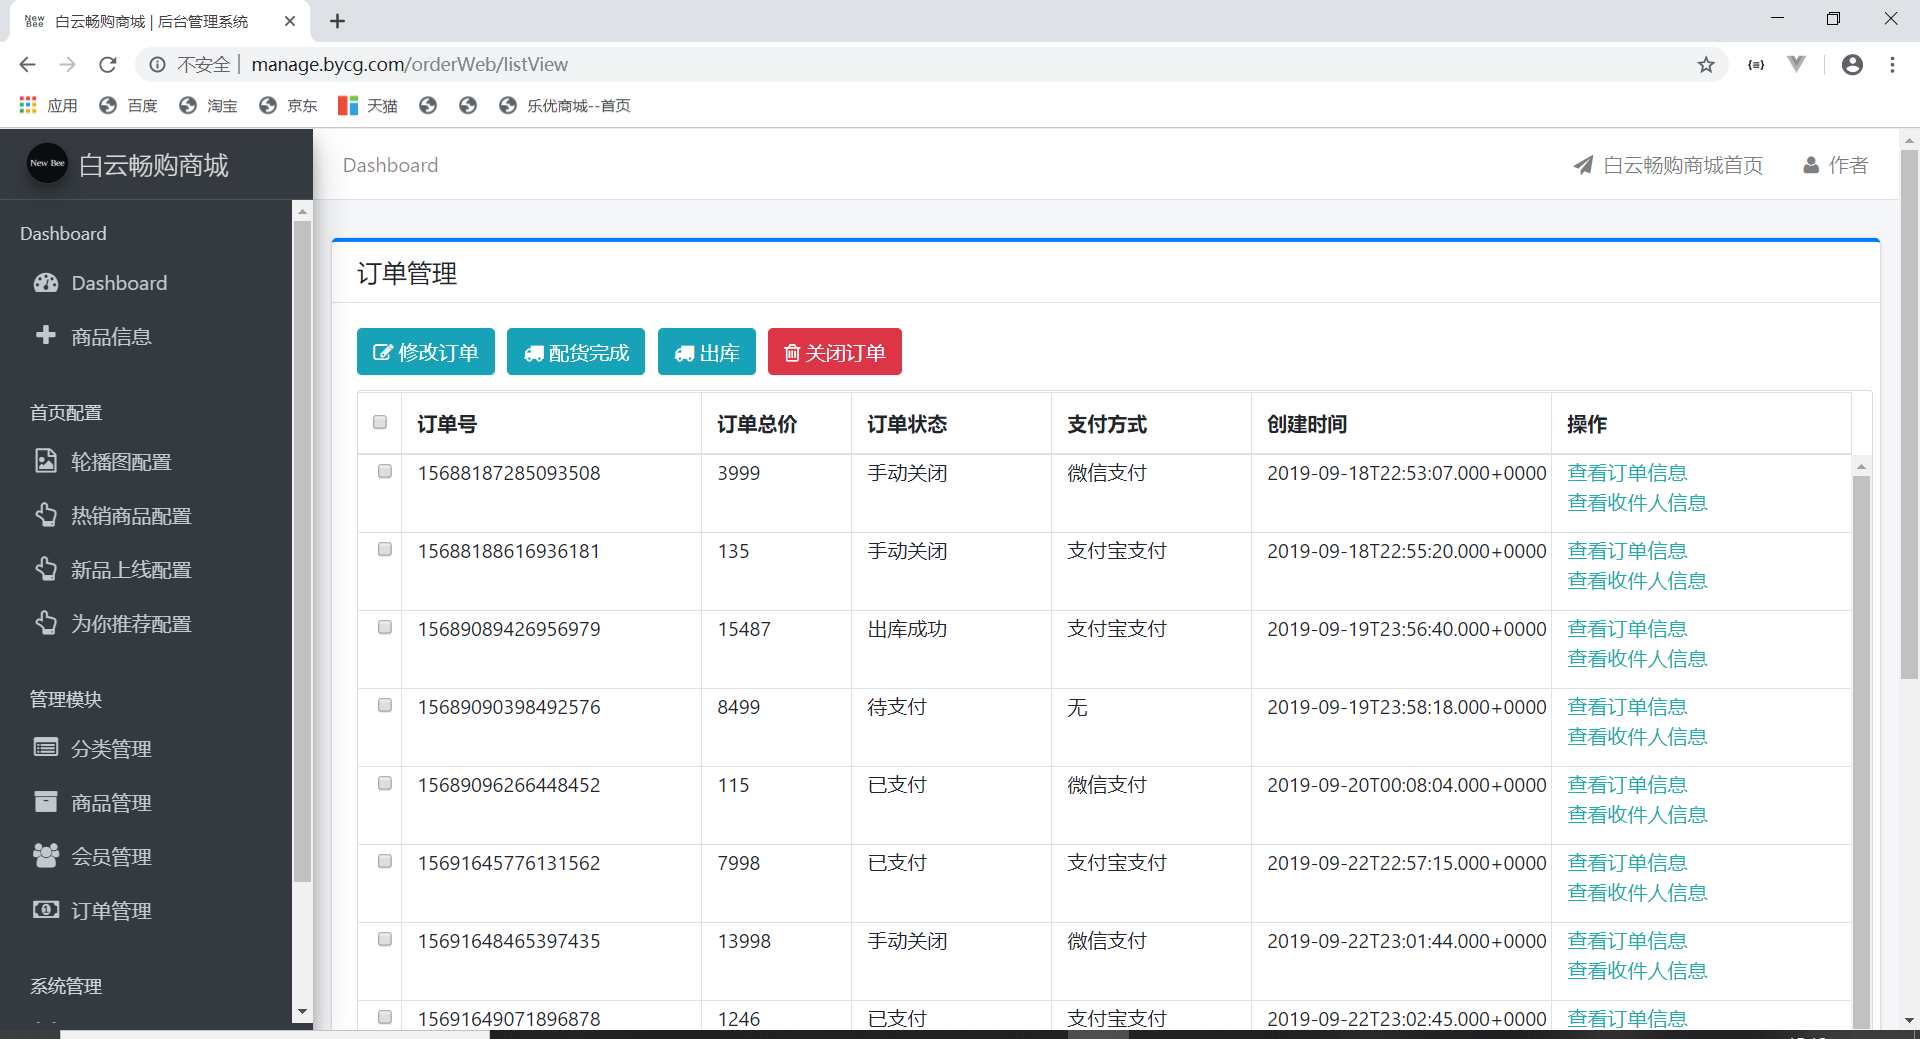 New Bee
白云畅购商城 | 后台管理系统
不安全 | manage.bycg.com/orderWeb/listView
应用 百度 淘宝 京东 天猫 乐优商城--首页
New Bee 白云畅购商城
Dashboard 白云畅购商城首页 作者
Dashboard
Dashboard
商品信息
首页配置
轮播图配置
热销商品配置
新品上线配置
为你推荐配置
管理模块
分类管理
商品管理
会员管理
订单管理
系统管理
订单管理
修改订单 配货完成 出库 关闭订单
订单号 订单总价 订单状态 支付方式 创建时间 操作
15688187285093508 3999 手动关闭 微信支付 2019-09-18T22:53:07.000+0000 查看订单信息
查看收件人信息
15688188616936181 135 手动关闭 支付宝支付 2019-09-18T22:55:20.000+0000 查看订单信息
查看收件人信息
15689089426956979 15487 出库成功 支付宝支付 2019-09-19T23:56:40.000+0000 查看订单信息
查看收件人信息
15689090398492576 8499 待支付 无 2019-09-19T23:58:18.000+0000 查看订单信息
查看收件人信息
15689096266448452 115 已支付 微信支付 2019-09-20T00:08:04.000+0000 查看订单信息
查看收件人信息
15691645776131562 7998 已支付 支付宝支付 2019-09-22T22:57:15.000+0000 查看订单信息
查看收件人信息
15691648465397435 13998 手动关闭 微信支付 2019-09-22T23:01:44.000+0000 查看订单信息
查看收件人信息
15691649071896878 1246 已支付 支付宝支付 2019-09-22T23:02:45.000+0000 查看订单信息